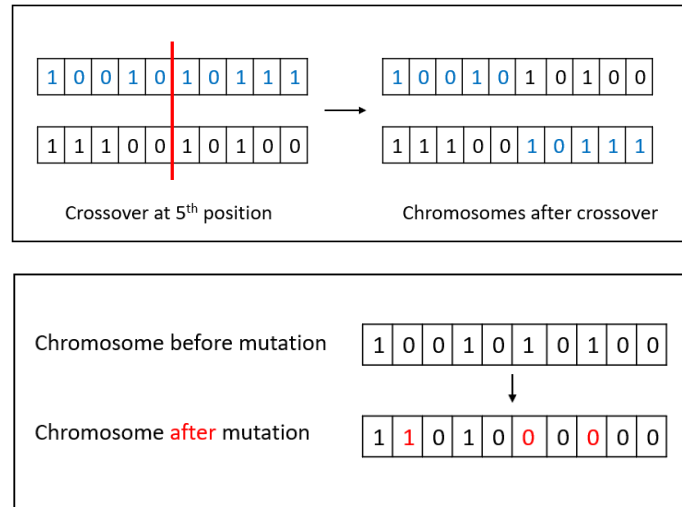 1 0 0 1 0 1 0 1 1 1
1 0 0 1 0 1 0 1 0 0
1 1 1 0 0 1 0 1 0 0
1 1 1 0 0 1 0 1 1 1
Crossover at 5th position
Chromosomes after crossover
Chromosome before mutation
1 0 0 1 0 1 0 1 0 0
Chromosome after mutation
1 1 0 1 0 0 0 0 0 0